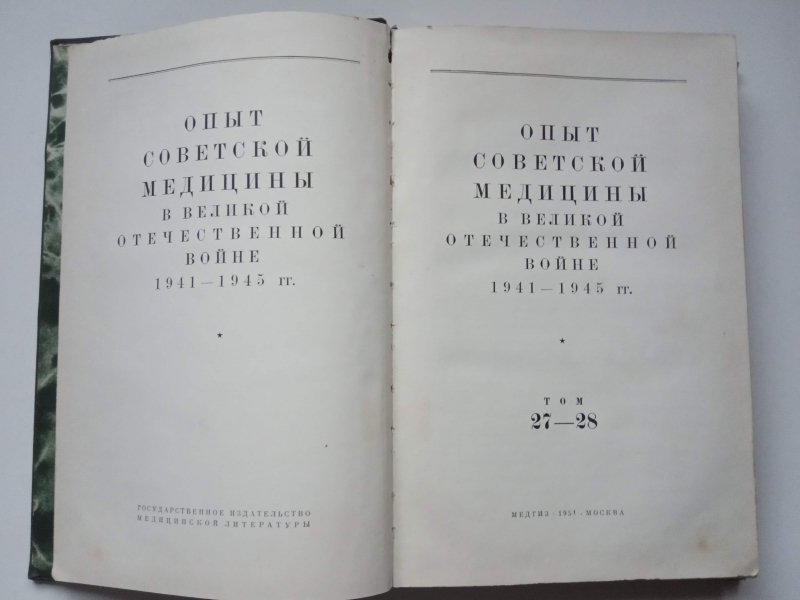 ОПЫТ
СОВЕТСКОЙ
МЕДИЦИНЫ
В ВЕЛИКОЙ
ОТЕЧЕСТВЕННОЙ
ВОЙНЕ
1941—1945 гг.
*
ГОСУДАРСТВЕННОЕ ИЗДАТЕЛЬСТВО
МЕДИЦИНСКОЙ ЛИТЕРАТУРЫ
ОПЫТ
СОВЕТСКОЙ
МЕДИЦИНЫ
В ВЕЛИКОЙ
ОТЕЧЕСТВЕННОЙ
ВОЙНЕ
1941—1945 гг.
*
ТОМ
27—28
МЕДГИЗ · 1951 · МОСКВА